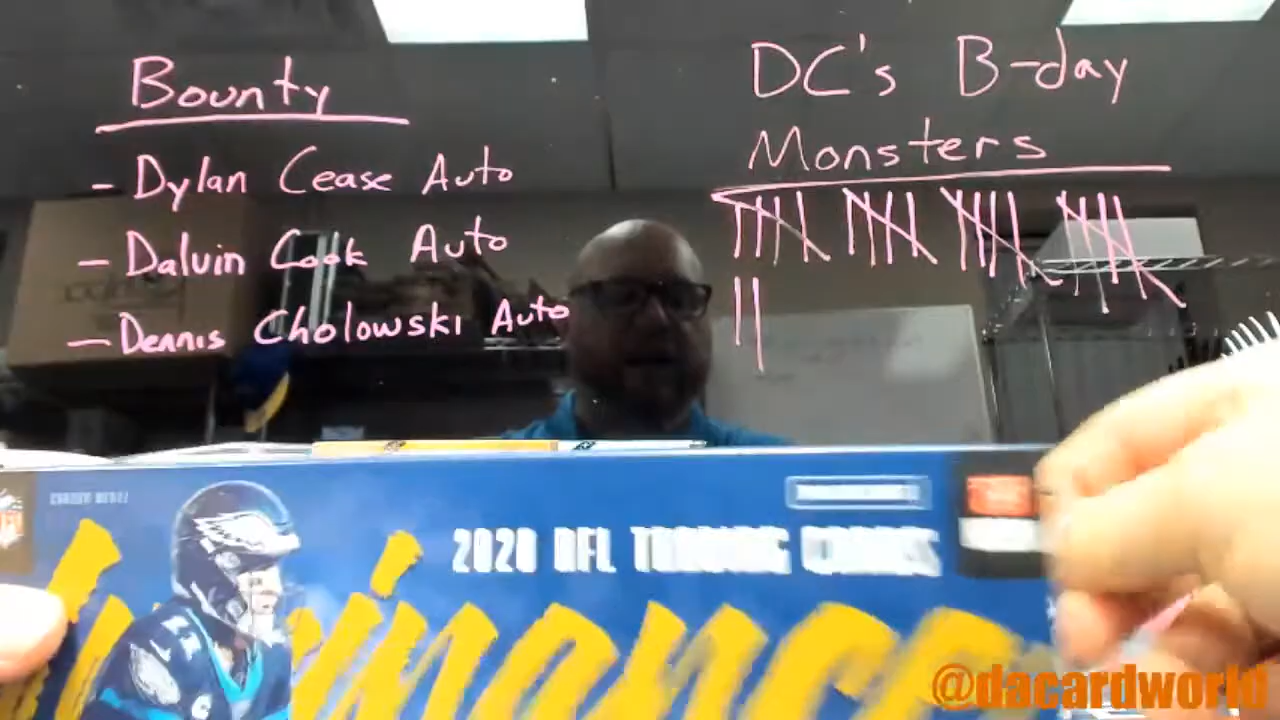 Bounty
- Dylan Cease Auto
- Dalvin Cook Auto
- Dennis Cholowski Auto
DC's B-day
Monsters
2020 NFL TRADING CARDS
@dacardworld